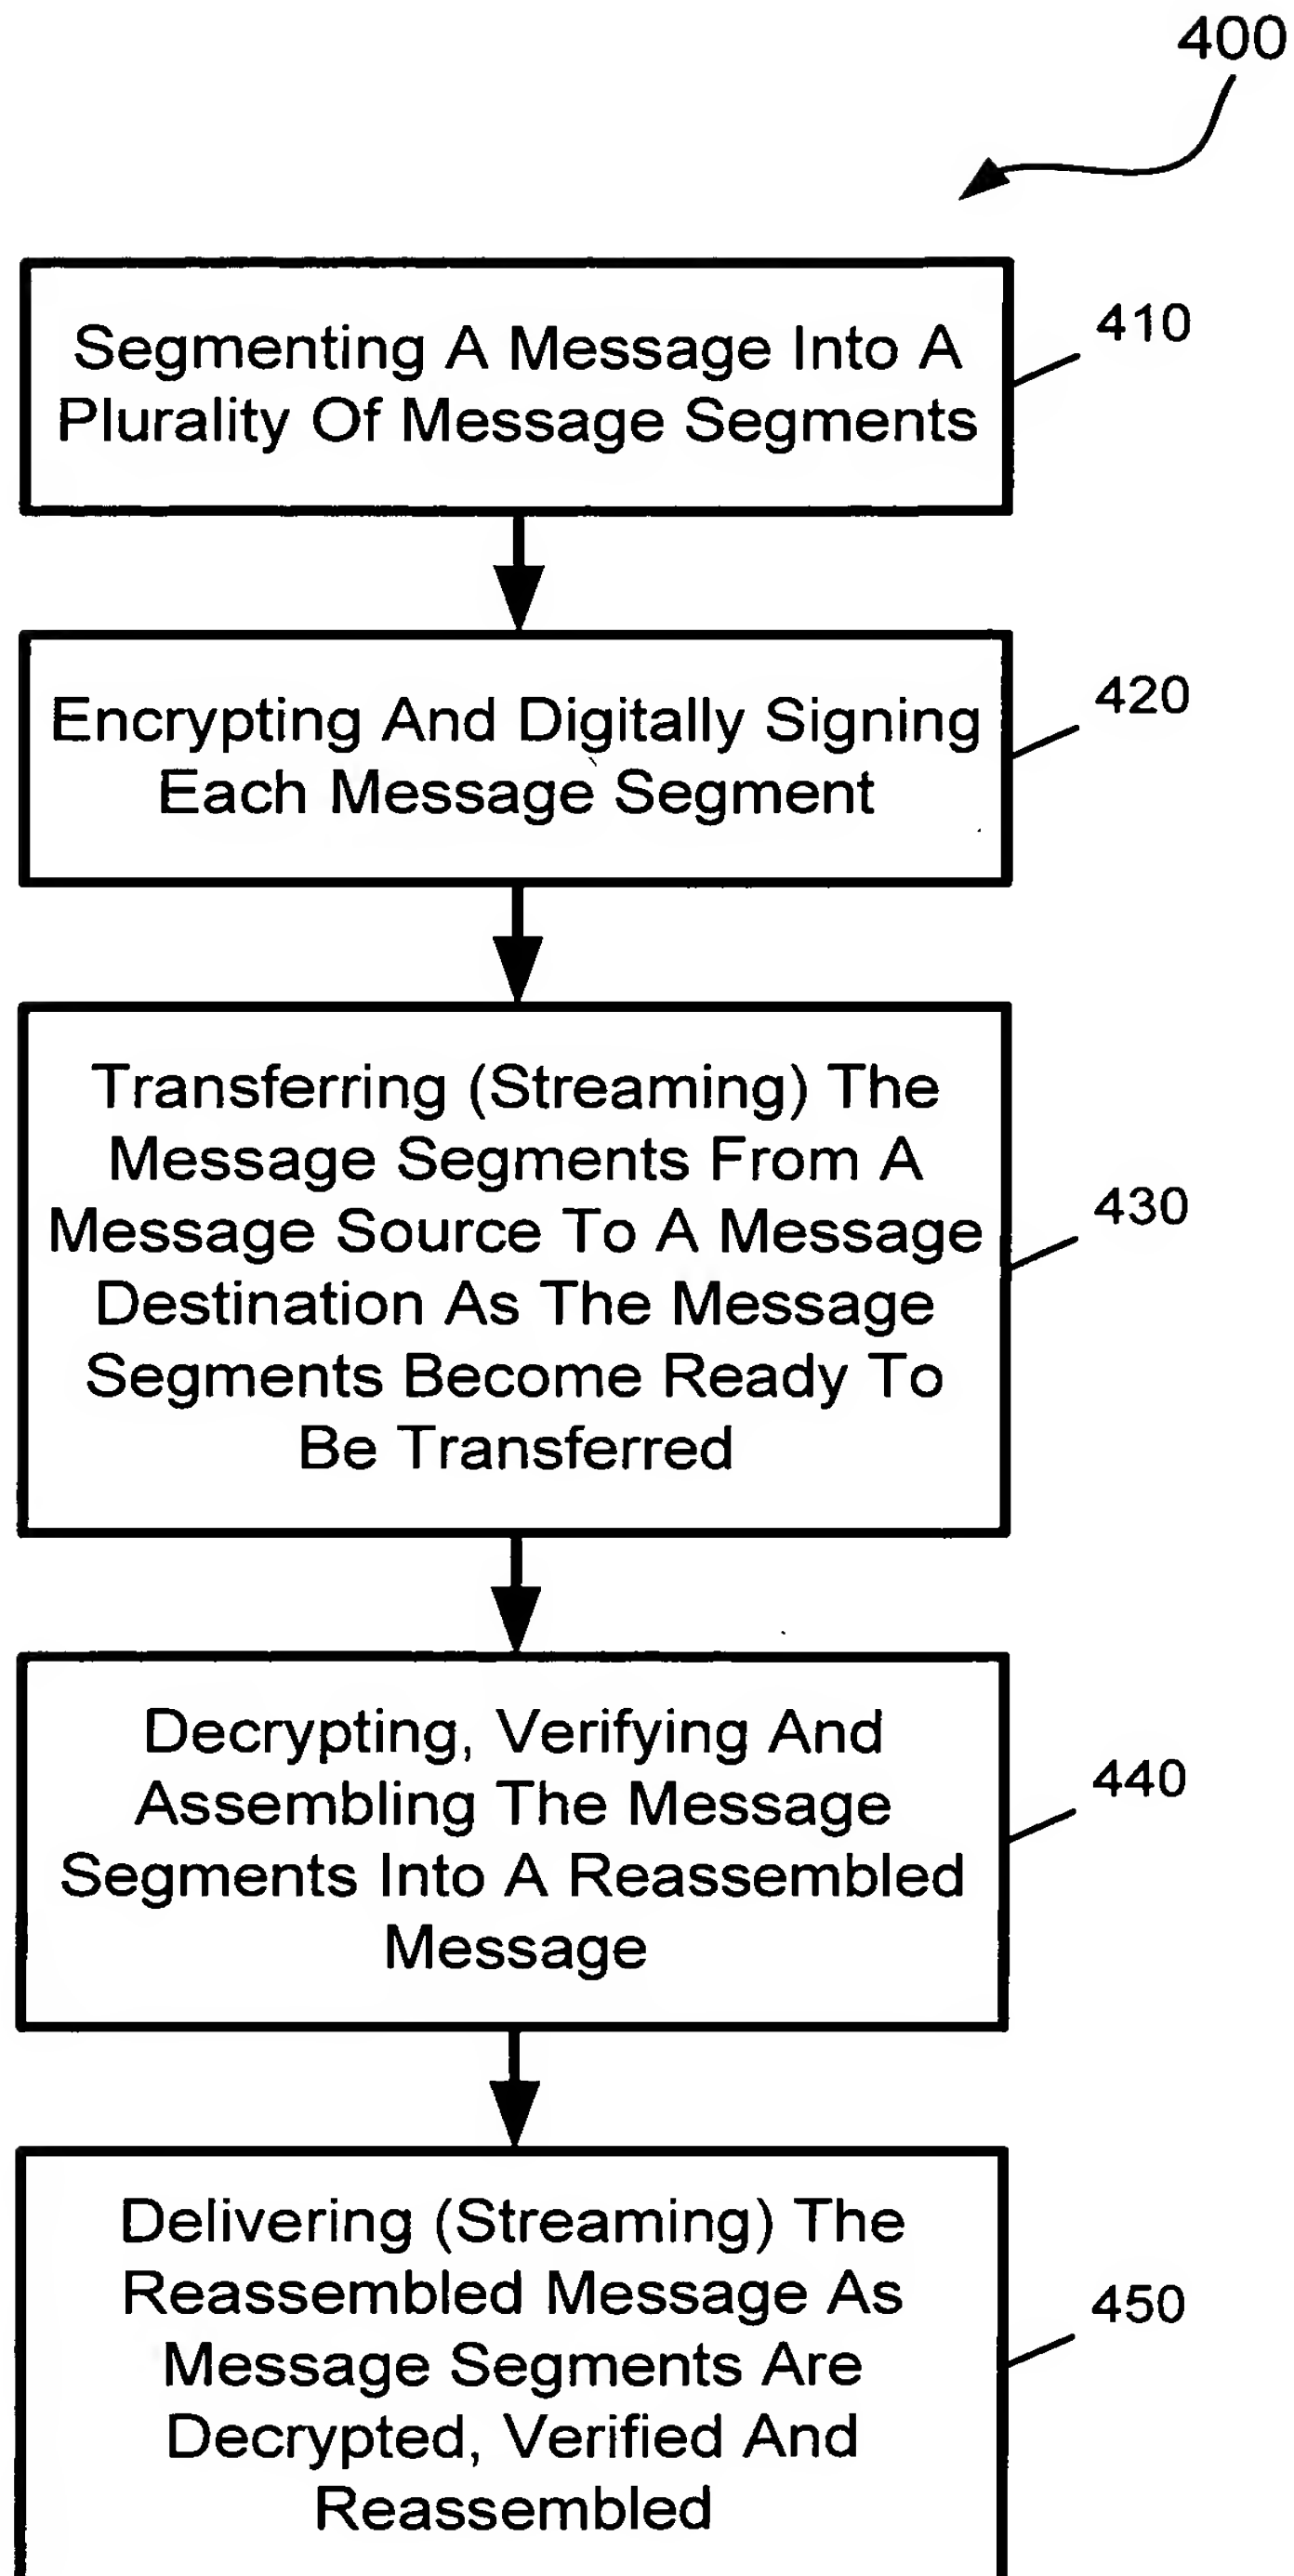 400
Segmenting A Message Into A
Plurality Of Message Segments
410
Encrypting And Digitally Signing
Each Message Segment
420
Transferring (Streaming) The
Message Segments From A
Message Source To A Message
Destination As The Message
Segments Become Ready To
Be Transferred
430
Decrypting, Verifying And
Assembling The Message
Segments Into A Reassembled
Message
440
Delivering (Streaming) The
Reassembled Message As
Message Segments Are
Decrypted, Verified And
Reassembled
450